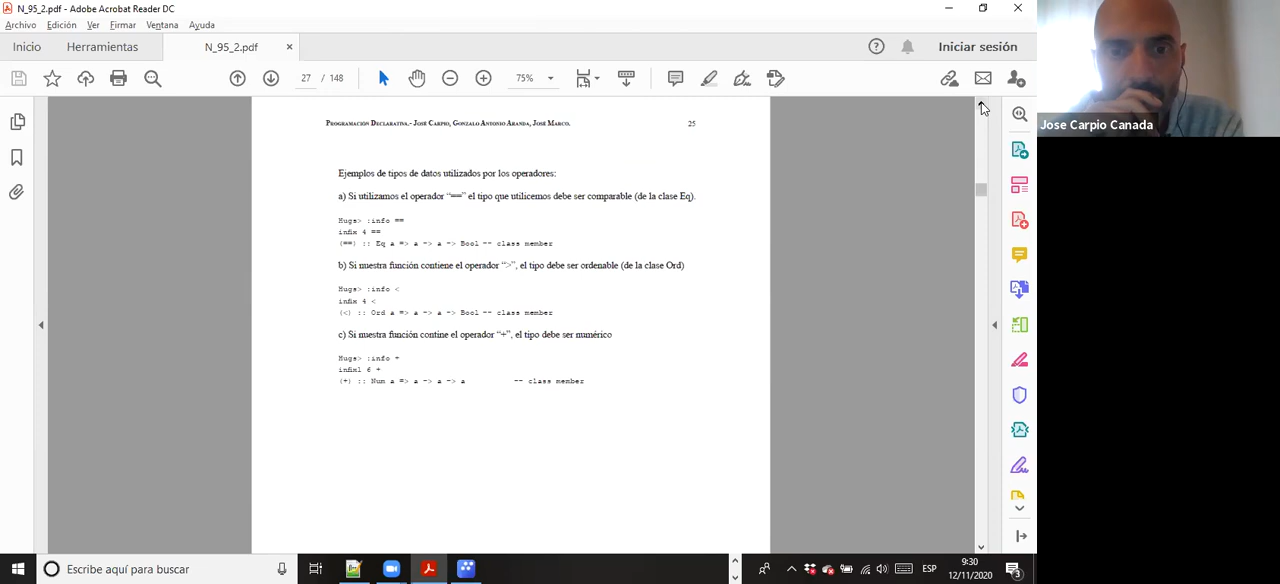 N_95_2.pdf - Adobe Acrobat Reader DC
Archivo Edición Ver Firmar Ventana Ayuda
Inicio Herramientas N_95_2.pdf × Iniciar sesión
27 / 148 75%
Jose Carpio Canada
PROGRAMACIÓN DECLARATIVA.- JOSÉ CARPIO, GONZALO ANTONIO ARANDA, JOSÉ MARCO. 25
Ejemplos de tipos de datos utilizados por los operadores:
a) Si utilizamos el operador “==” el tipo que utilicemos debe ser comparable (de la clase Eq).
Hugs> :info ==
infix 4 ==
(==) :: Eq a => a -> a -> Bool -- class member
b) Si nuestra función contiene el operador “>”, el tipo debe ser ordenable (de la clase Ord)
Hugs> :info <
infix 4 <
(<) :: Ord a => a -> a -> Bool -- class member
c) Si nuestra función contine el operador “+”, el tipo debe ser numérico
Hugs> :info +
infixl 6 +
(+) :: Num a => a -> a -> a -- class member
Escribe aquí para buscar
ESP
9:30
12/11/2020
3